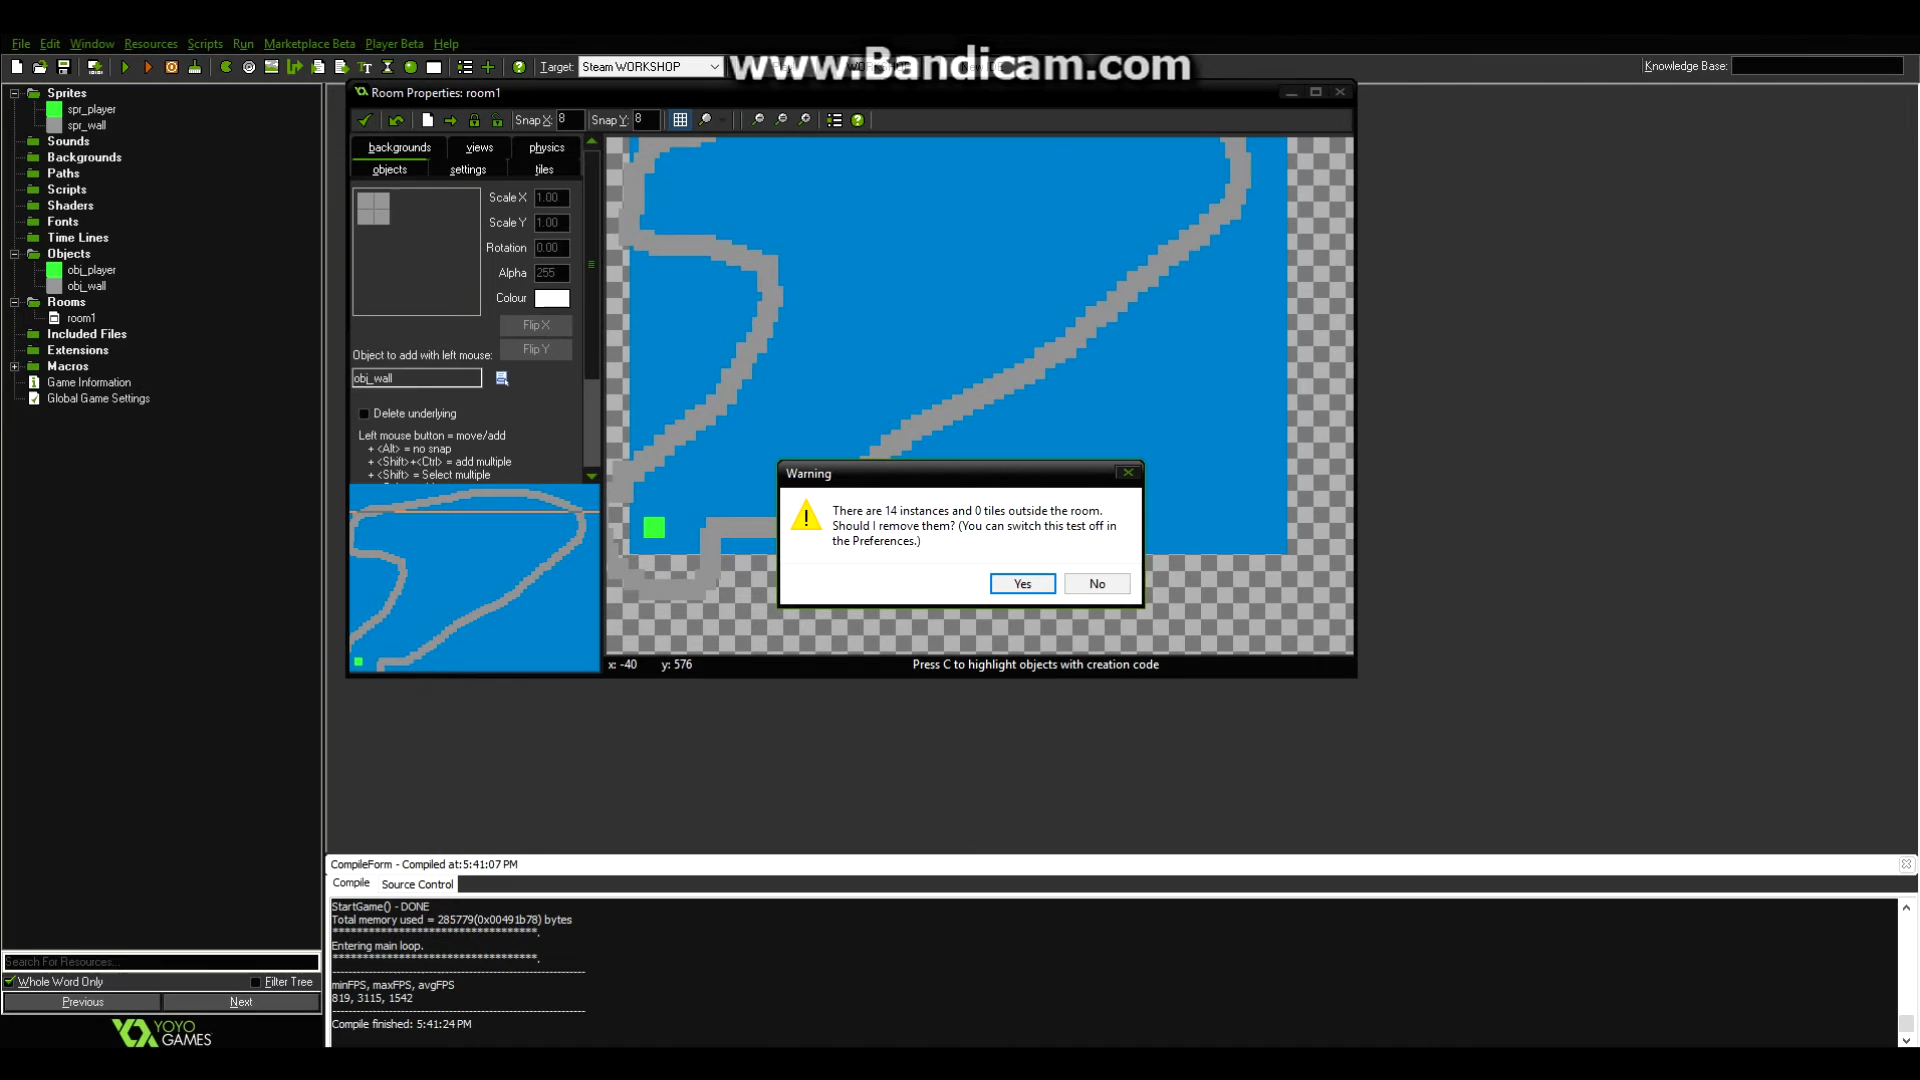 www.Bandicam.com
File Edit Window Resources Scripts Run Marketplace Beta Player Beta Help
Target: Steam WORKSHOP
Knowledge Base:
Sprites
spr_player
spr_wall
Sounds
Backgrounds
Paths
Scripts
Shaders
Fonts
Time Lines
Objects
obj_player
obj_wall
Rooms
room1
Included Files
Extensions
Macros
Game Information
Global Game Settings
Search For Resources...
Whole Word Only
Filter Tree
Previous
Next
YOYO
GAMES
Room Properties: room1
Snap X: 8 Snap Y: 8
backgrounds views physics
objects settings tiles
Scale X 1.00
Scale Y 1.00
Rotation 0.00
Alpha 255
Colour
Flip X
Flip Y
Object to add with left mouse:
obj_wall
Delete underlying
Left mouse button = move/add
+ <Alt> = no snap
+ <Shift>+<Ctrl> = add multiple
+ <Shift> = Select multiple
x: -40 y: 576 Press C to highlight objects with creation code
Warning
There are 14 instances and 0 tiles outside the room.
Should I remove them? (You can switch this test off in
the Preferences.)
Yes No
CompileForm - Compiled at:5:41:07 PM
Compile Source Control
StartGame() - DONE
Total memory used = 285779(0x00491b78) bytes
***********************************.
Entering main loop.
***********************************.
----------------------------------------------------------------
minFPS, maxFPS, avgFPS
819, 3115, 1542
----------------------------------------------------------------
Compile finished: 5:41:24 PM